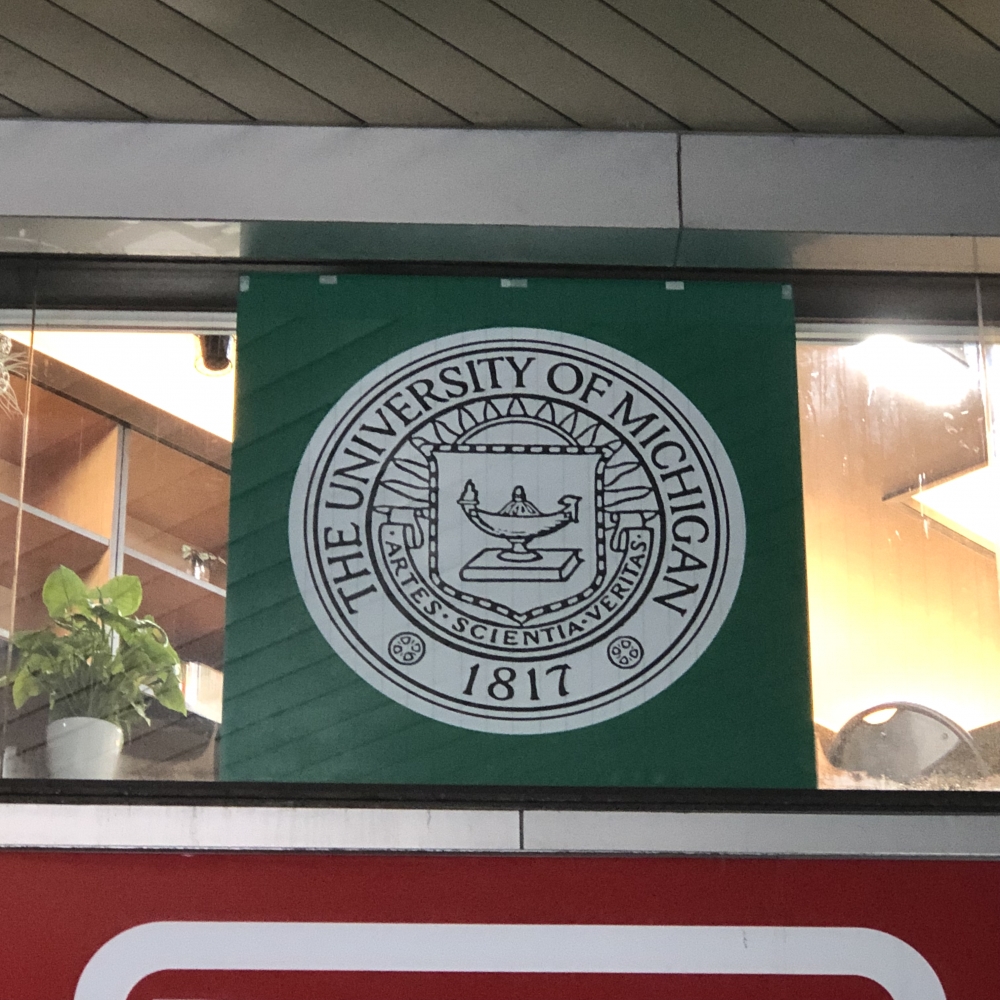 THE UNIVERSITY OF MICHIGAN
ARTES · SCIENTIA · VERITAS
1817